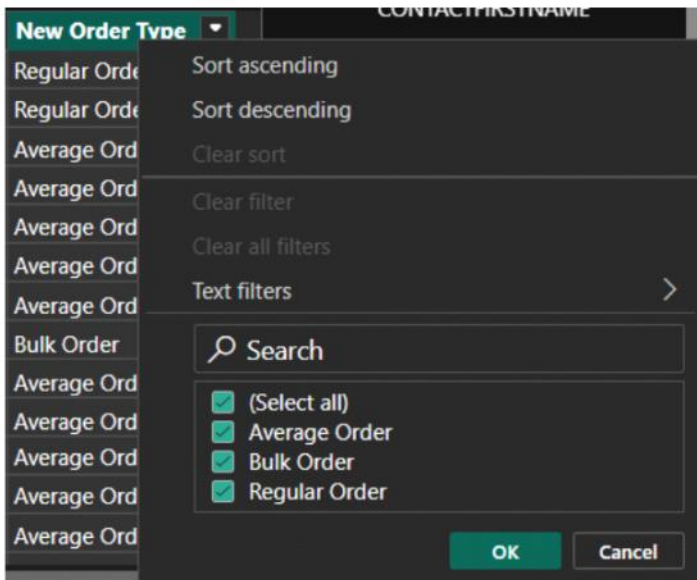 CONTACTFIRSTNAME
New Order Type
Regular Orde
Regular Orde
Average Ord
Average Ord
Average Ord
Average Ord
Average Ord
Bulk Order
Average Ord
Average Ord
Average Ord
Average Ord
Average Ord
Sort ascending
Sort descending
Clear sort
Clear filter
Clear all filters
Text filters
Search
(Select all)
Average Order
Bulk Order
Regular Order
OK
Cancel